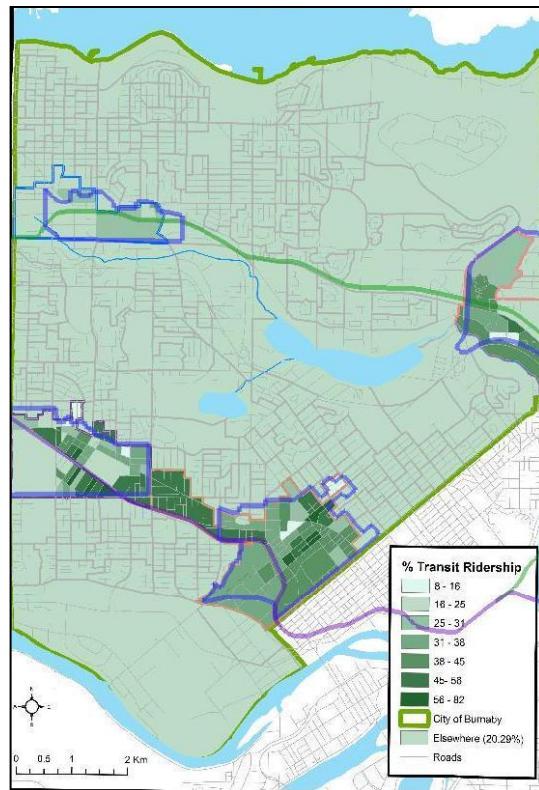 % Transit Ridership
8 - 16
16 - 25
25 - 31
31 - 38
38 - 45
45- 58
56 - 82
City of Burnaby
Elsewhere (20.29%)
Roads
0 0.5 1 2 Km